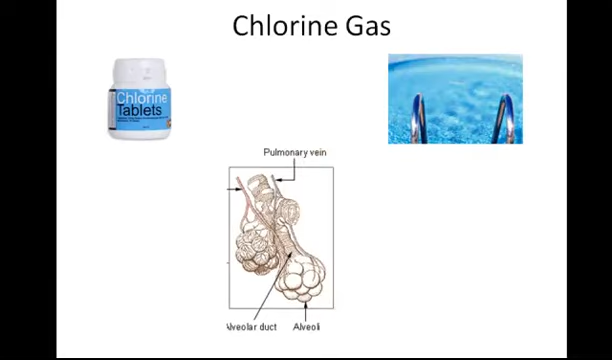 Chlorine Gas
Chlorine
Tablets
Pulmonary vein
Alveolar duct
Alveoli